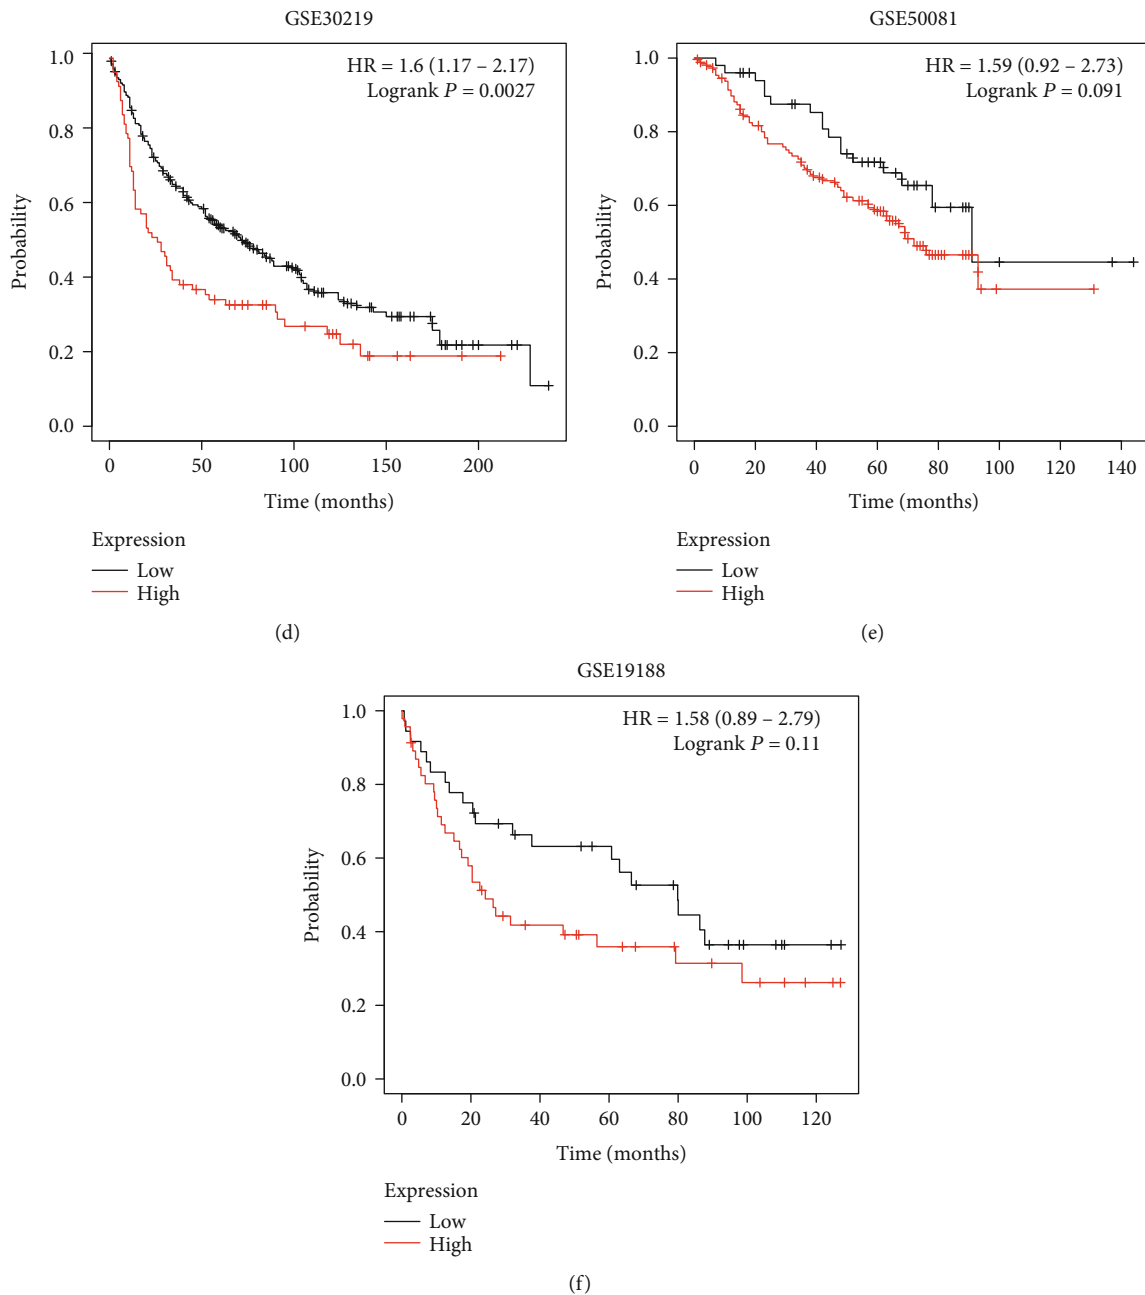 GSE30219
HR = 1.6 (1.17 – 2.17)
Logrank P = 0.0027
1.0
0.8
0.6
0.4
0.2
0.0
Probability
0 50 100 150 200
Time (months)
Expression
Low
High
(d)
GSE50081
HR = 1.59 (0.92 – 2.73)
Logrank P = 0.091
1.0
0.8
0.6
0.4
0.2
0.0
Probability
0 20 40 60 80 100 120 140
Time (months)
Expression
Low
High
(e)
GSE19188
HR = 1.58 (0.89 – 2.79)
Logrank P = 0.11
1.0
0.8
0.6
0.4
0.2
0.0
Probability
0 20 40 60 80 100 120
Time (months)
Expression
Low
High
(f)